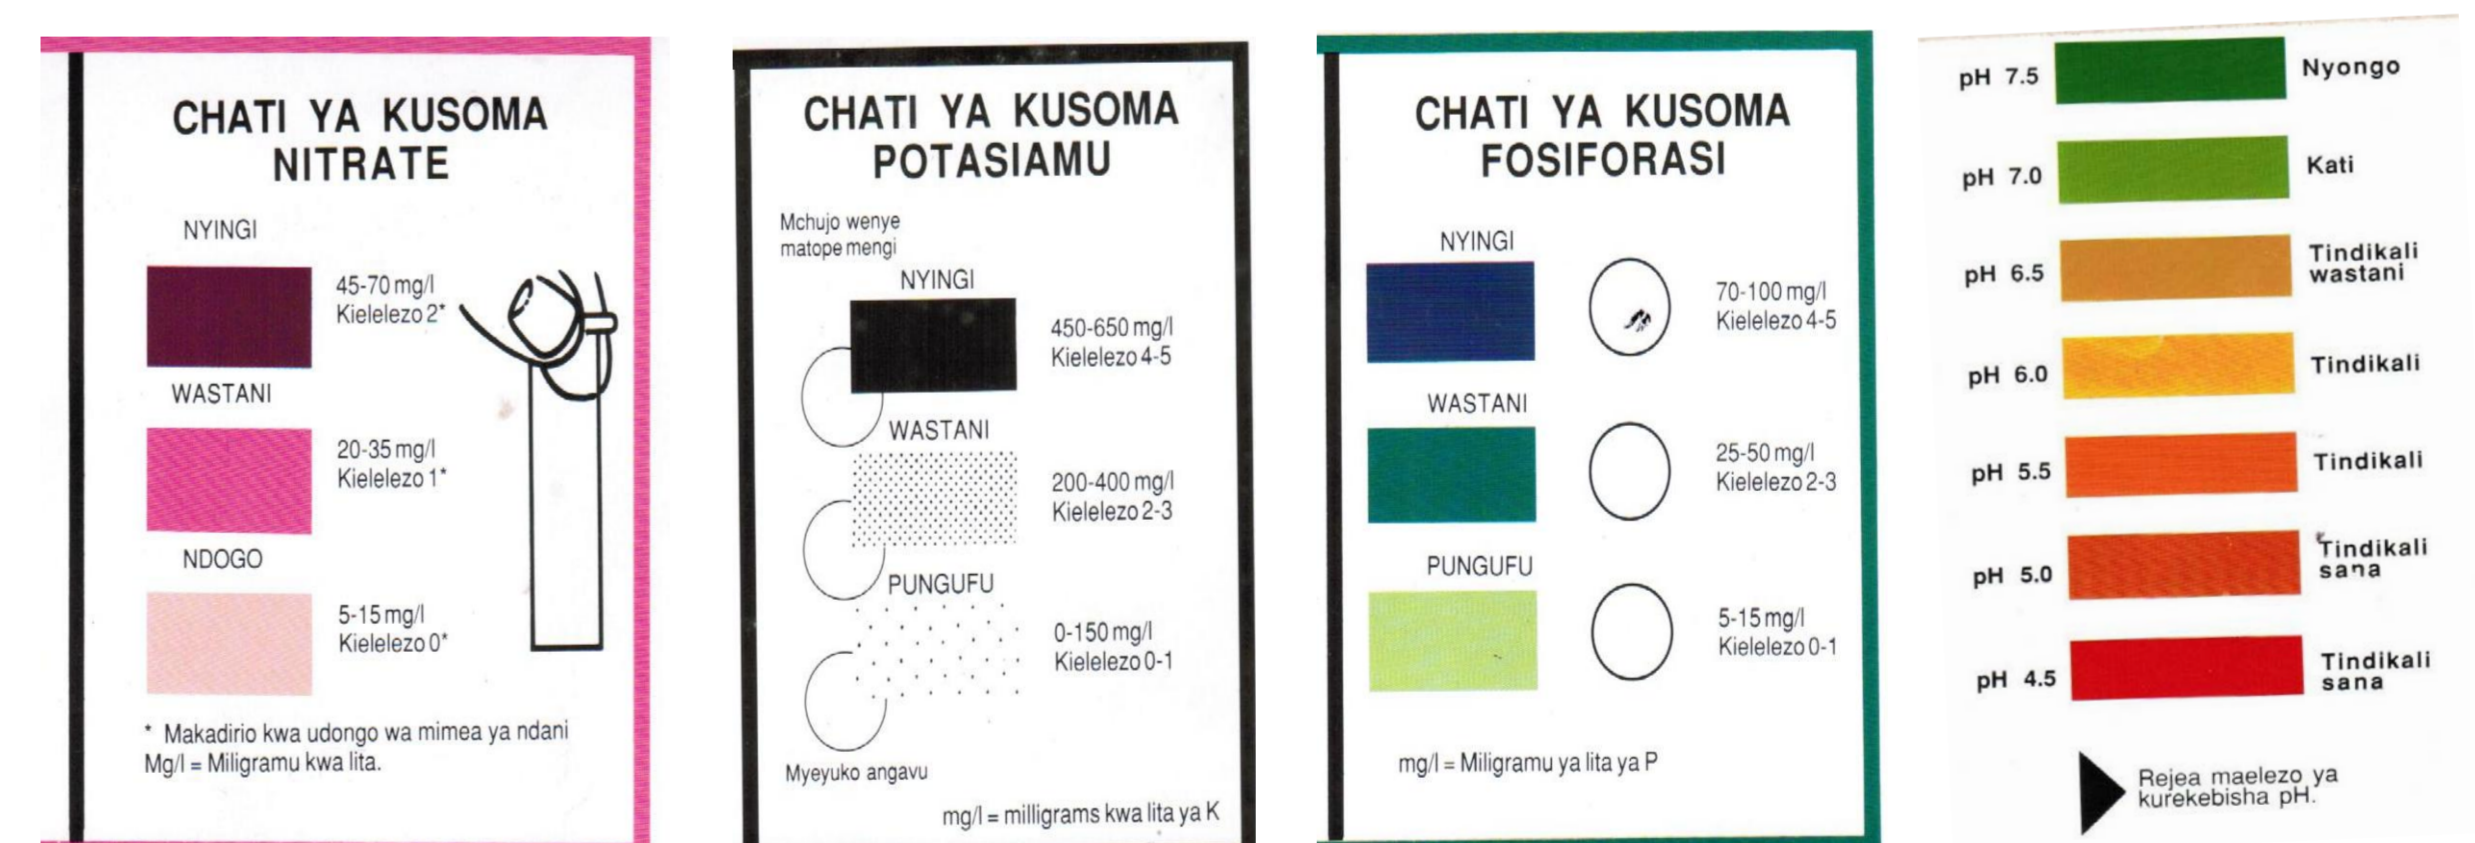 CHATI YA KUSOMA
NITRATE
NYINGI
45-70 mg/l
Kielelezo 2*
WASTANI
20-35 mg/l
Kielelezo 1*
NDOGO
5-15 mg/l
Kielelezo 0*
* Makadirio kwa udongo wa mimea ya ndani
Mg/l = Miligramu kwa lita.
CHATI YA KUSOMA
POTASIAMU
Mchujo wenye
matope mengi
NYINGI
450-650 mg/l
Kielelezo 4-5
WASTANI
200-400 mg/l
Kielelezo 2-3
PUNGUFU
0-150 mg/l
Kielelezo 0-1
Myeyuko angavu
mg/l = milligrams kwa lita ya K
CHATI YA KUSOMA
FOSIFORASI
NYINGI
70-100 mg/l
Kielelezo 4-5
WASTANI
25-50 mg/l
Kielelezo 2-3
PUNGUFU
5-15 mg/l
Kielelezo 0-1
mg/l = Miligramu ya lita ya P
pH 7.5 Nyongo
pH 7.0 Kati
pH 6.5 Tindikali
wastani
pH 6.0 Tindikali
pH 5.5 Tindikali
pH 5.0 Tindikali
sana
pH 4.5 Tindikali
sana
Rejea maelezo ya
kurekebisha pH.